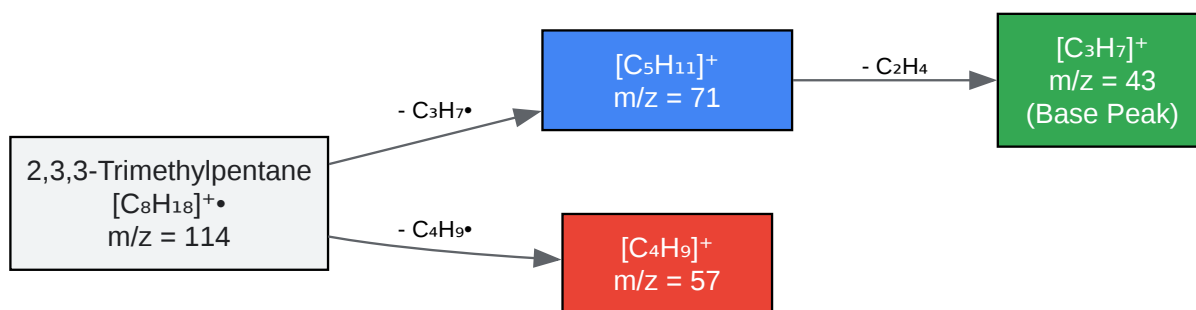 2,3,3-Trimethylpentane
[C₈H₁₈]⁺•
m/z = 114
- C₃H₇•
[C₅H₁₁]⁺
m/z = 71
- C₂H₄
[C₃H₇]⁺
m/z = 43
(Base Peak)
- C₄H₉•
[C₄H₉]⁺
m/z = 57